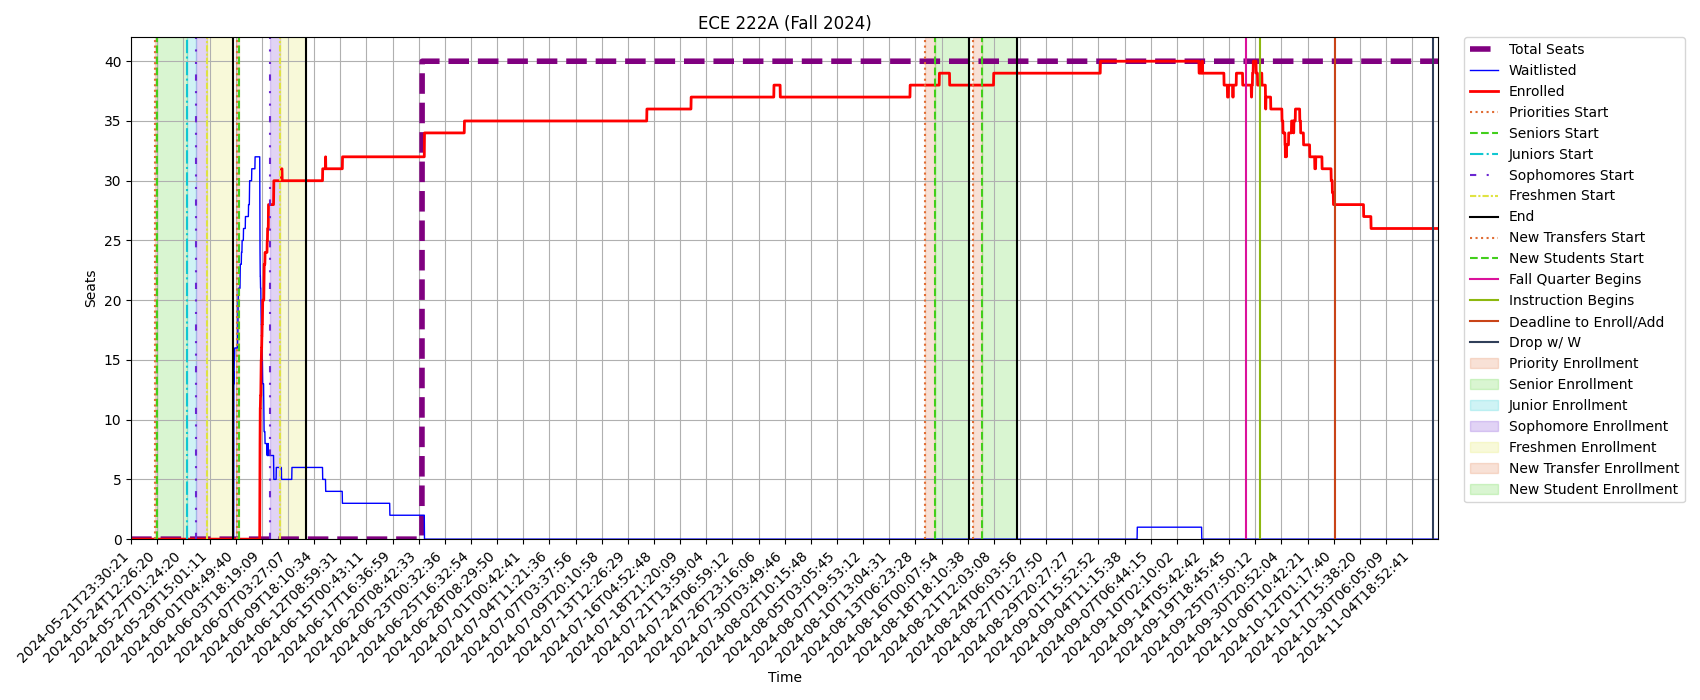 ECE 222A (Fall 2024)
Seats
40
35
30
25
20
15
10
5
0
2024-05-21T23:30:21
2024-05-24T12:26:20
2024-05-27T01:24:20
2024-05-29T15:01:11
2024-06-01T04:49:40
2024-06-03T18:19:09
2024-06-07T03:27:07
2024-06-09T18:10:34
2024-06-12T08:59:31
2024-06-15T00:43:11
2024-06-17T16:36:59
2024-06-20T08:42:33
2024-06-23T00:32:36
2024-06-25T16:32:54
2024-06-28T08:29:50
2024-07-01T00:42:41
2024-07-04T11:21:36
2024-07-07T03:37:56
2024-07-09T20:10:58
2024-07-13T12:26:29
2024-07-16T04:52:48
2024-07-18T21:20:09
2024-07-21T13:59:04
2024-07-24T06:59:12
2024-07-26T23:16:06
2024-07-30T03:49:46
2024-08-02T10:15:48
2024-08-05T03:05:45
2024-08-07T19:53:12
2024-08-10T13:04:31
2024-08-13T06:23:28
2024-08-16T00:07:54
2024-08-18T18:10:38
2024-08-21T12:03:08
2024-08-24T06:03:56
2024-08-27T01:27:50
2024-08-29T20:27:27
2024-09-01T15:52:52
2024-09-04T11:15:38
2024-09-07T06:44:15
2024-09-10T02:10:02
2024-09-14T05:42:42
2024-09-19T18:45:45
2024-09-25T07:50:12
2024-09-30T20:52:04
2024-10-06T10:42:21
2024-10-12T01:17:40
2024-10-17T15:38:20
2024-10-30T06:05:09
2024-11-04T18:52:41
Time
Total Seats
Waitlisted
Enrolled
Priorities Start
Seniors Start
Juniors Start
Sophomores Start
Freshmen Start
End
New Transfers Start
New Students Start
Fall Quarter Begins
Instruction Begins
Deadline to Enroll/Add
Drop w/ W
Priority Enrollment
Senior Enrollment
Junior Enrollment
Sophomore Enrollment
Freshmen Enrollment
New Transfer Enrollment
New Student Enrollment